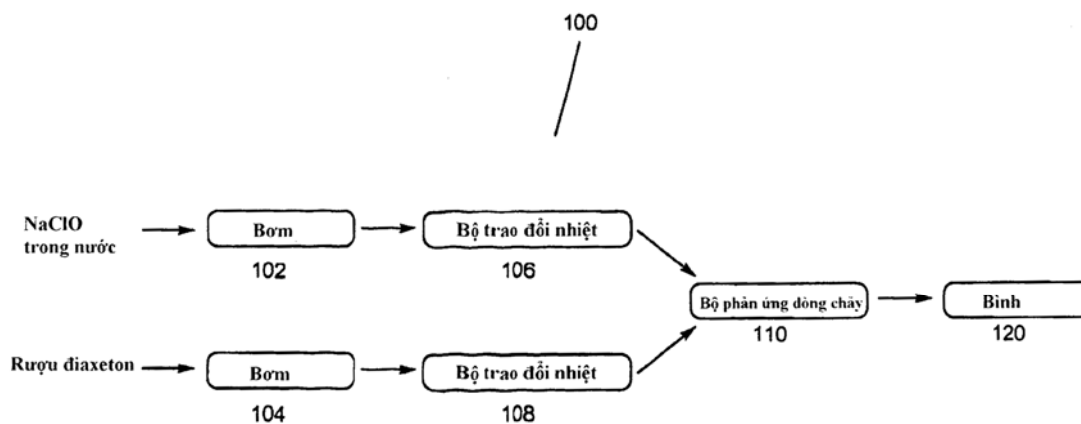 100
NaClO
trong nước
Bơm
102
Bộ trao đổi nhiệt
106
Bộ phản ứng dòng chảy
110
Bình
120
Rượu điaxeton
Bơm
104
Bộ trao đổi nhiệt
108